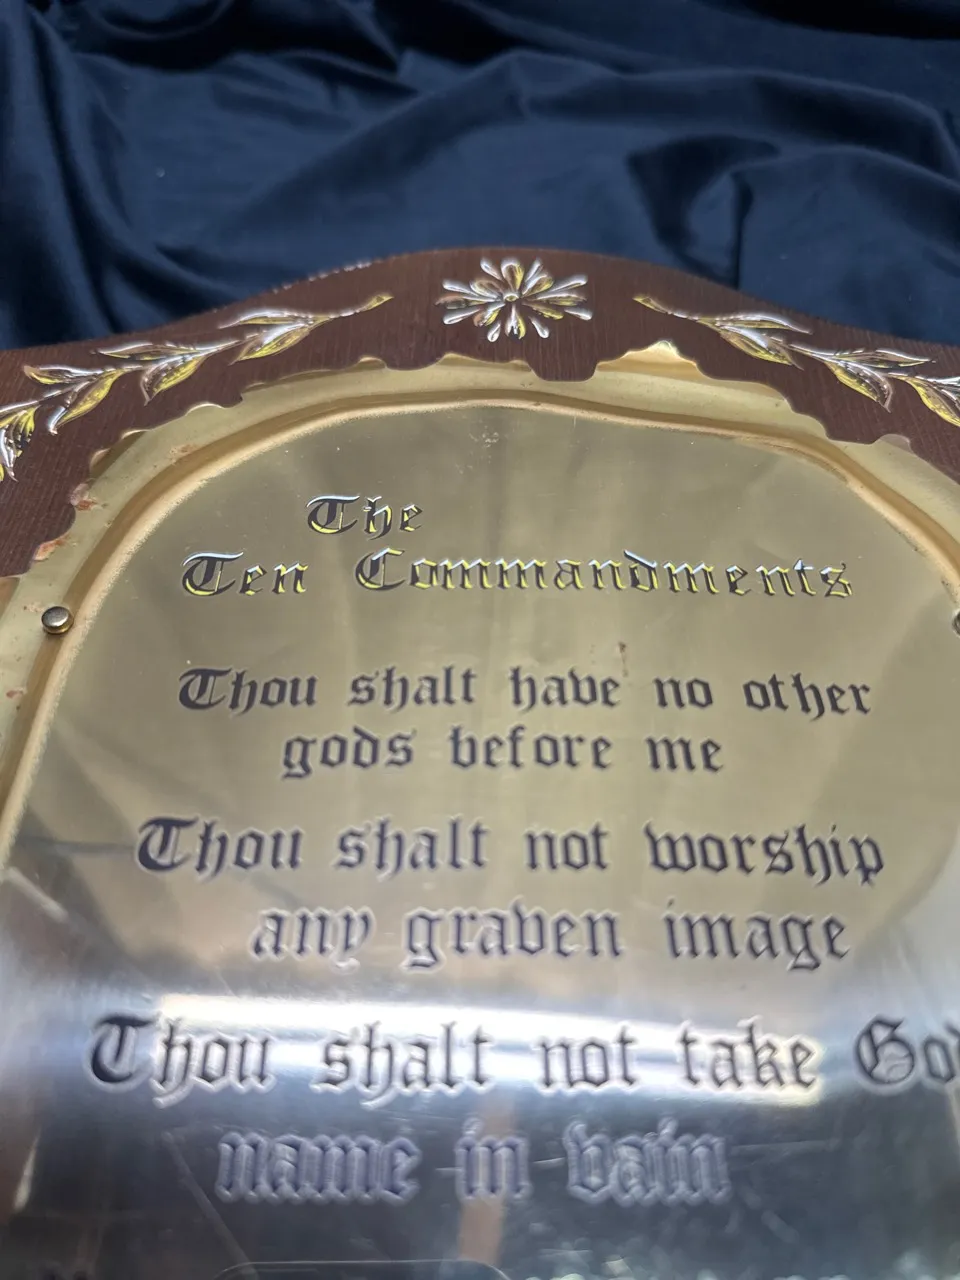 The
Ten Commandments
Thou shalt have no other
gods before me
Thou shalt not worship
any graven image
Thou shalt not take
name in vain